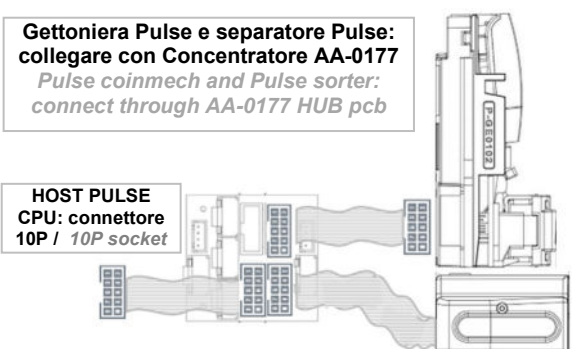 Gettoniera Pulse e separatore Pulse:
collegare con Concentratore AA-0177
Pulse coinmech and Pulse sorter:
connect through AA-0177 HUB pcb
P-GE0102
HOST PULSE
CPU: connettore
10P / 10P socket